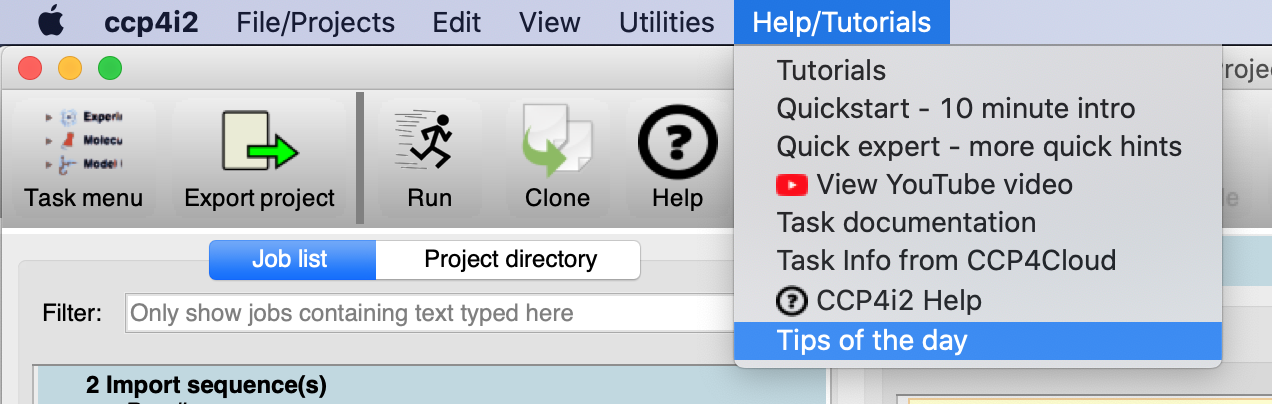 ccp4i2 File/Projects Edit View Utilities Help/Tutorials
Tutorials
Quickstart - 10 minute intro
Quick expert - more quick hints
View YouTube video
Task documentation
Task Info from CCP4Cloud
CCP4i2 Help
Tips of the day
Task menu Export project Run Clone Help
Job list Project directory
Filter: Only show jobs containing text typed here
2 Import sequence(s)